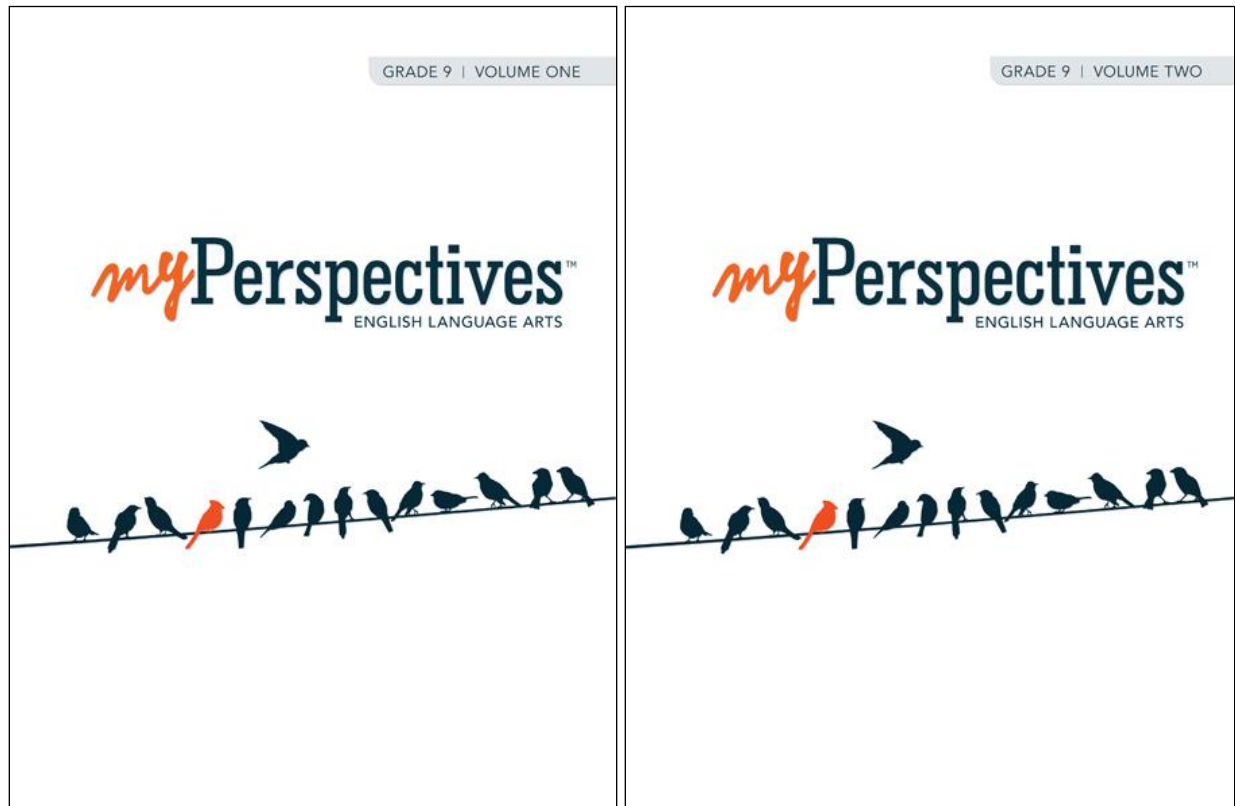 GRADE 9 | VOLUME ONE
myPerspectives™
ENGLISH LANGUAGE ARTS
GRADE 9 | VOLUME TWO
myPerspectives™
ENGLISH LANGUAGE ARTS